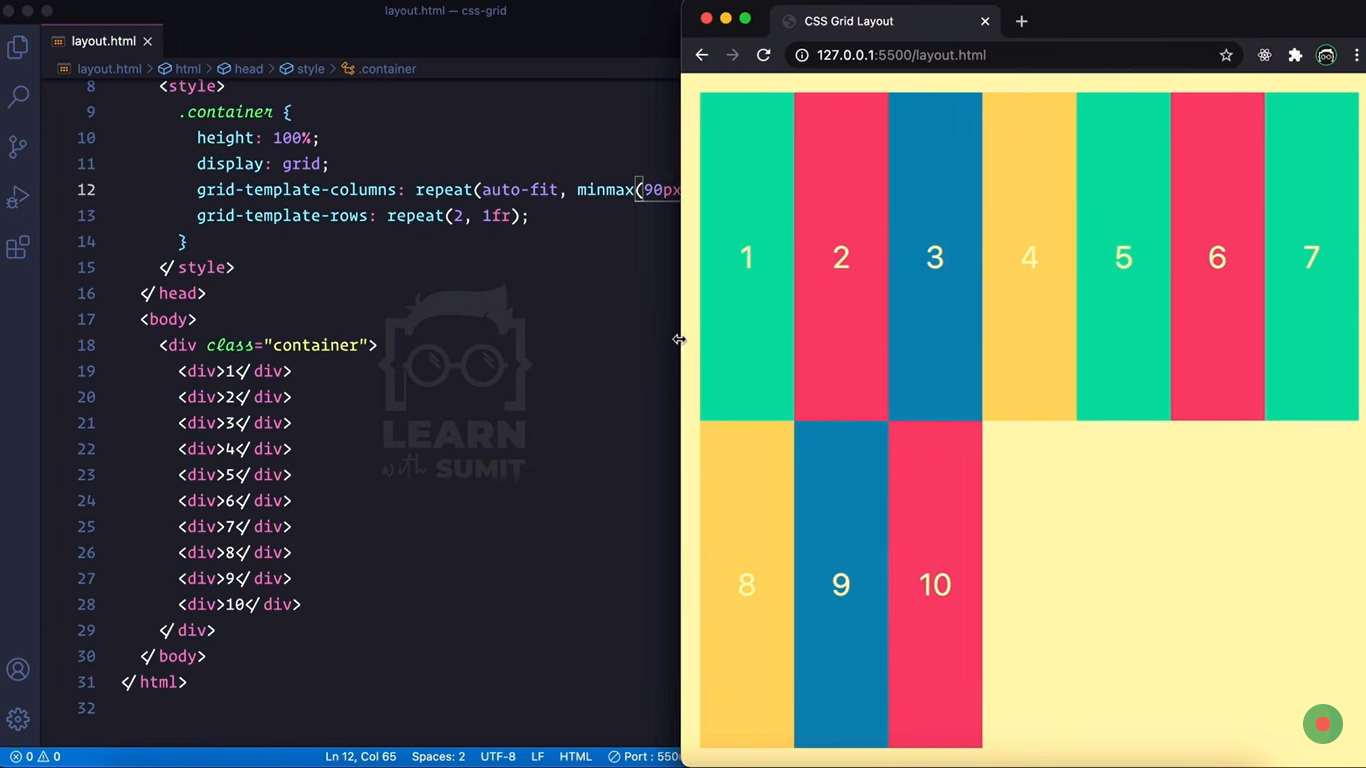 layout.html — css-grid
layout.html
layout.html > html > head > style > .container
8 <style>
9 .container {
10 height: 100%;
11 display: grid;
12 grid-template-columns: repeat(auto-fit, minmax(90px
13 grid-template-rows: repeat(2, 1fr);
14 }
15 </style>
16 </head>
17 <body>
18 <div class="container">
19 <div>1</div>
20 <div>2</div>
21 <div>3</div>
22 <div>4</div>
23 <div>5</div>
24 <div>6</div>
25 <div>7</div>
26 <div>8</div>
27 <div>9</div>
28 <div>10</div>
29 </div>
30 </body>
31 </html>
32
LEARN
with SUMIT
0 0
Ln 12, Col 65 Spaces: 2 UTF-8 LF HTML Port : 550
CSS Grid Layout
127.0.0.1:5500/layout.html
1 2 3 4 5 6 7
8 9 10